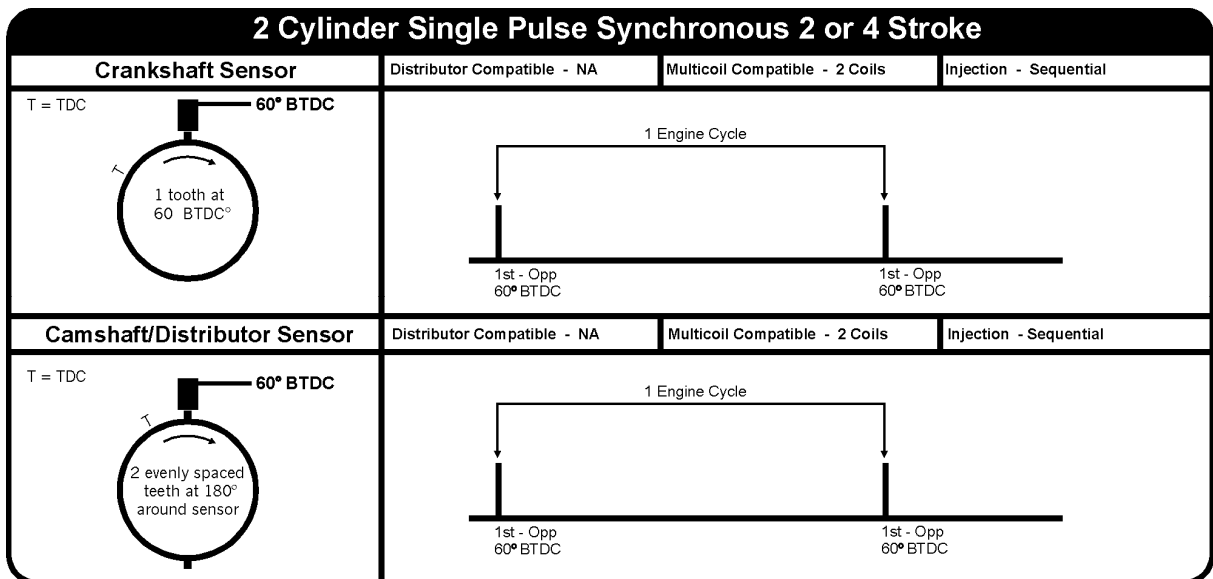 2 Cylinder Single Pulse Synchronous 2 or 4 Stroke
Crankshaft Sensor
Distributor Compatible - NA
Multicoil Compatible - 2 Coils
Injection - Sequential
T = TDC
60° BTDC
T
1 tooth at
60 BTDC°
1 Engine Cycle
1st - Opp
60° BTDC
1st - Opp
60° BTDC
Camshaft/Distributor Sensor
Distributor Compatible - NA
Multicoil Compatible - 2 Coils
Injection - Sequential
T = TDC
60° BTDC
T
2 evenly spaced
teeth at 180°
around sensor
1 Engine Cycle
1st - Opp
60° BTDC
1st - Opp
60° BTDC